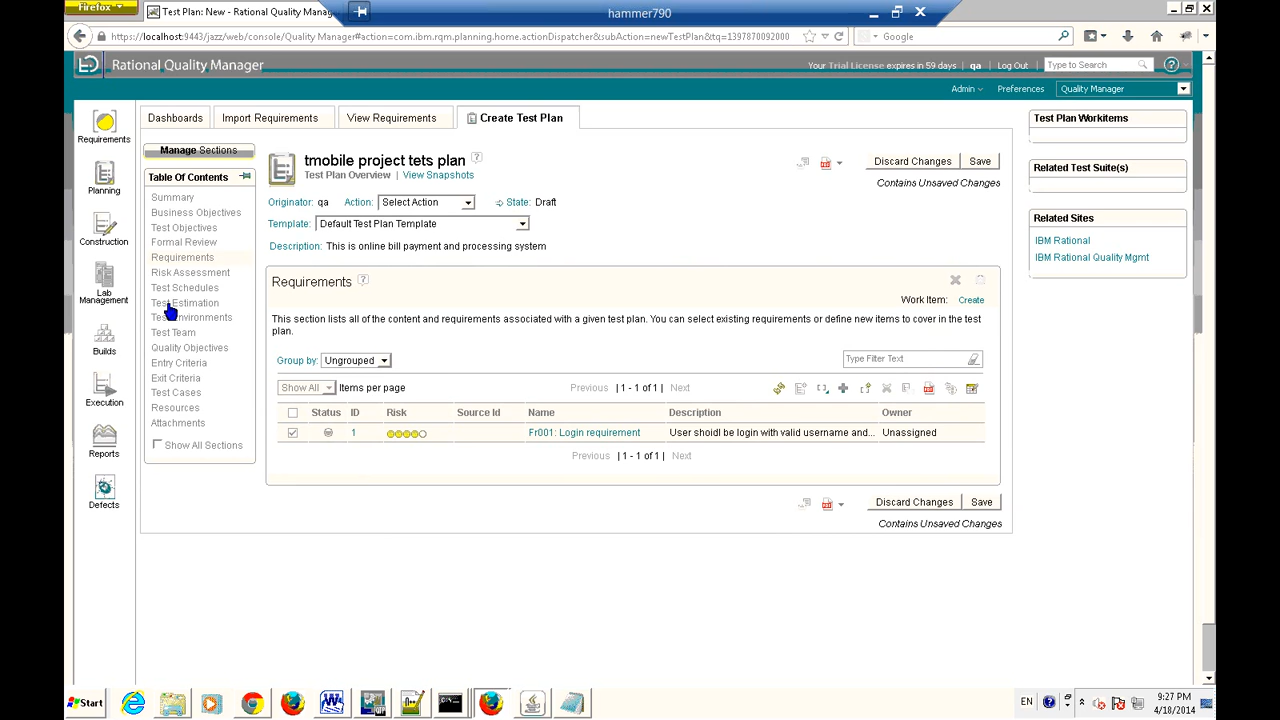 Firefox
Test Plan: New - Rational Quality Manag
hammer790
https://localhost:9443/jazz/web/console/Quality Manager#action=com.ibm.rqm.planning.home.actionDispatcher&subAction=newTestPlan&tq=1397870092000
Google
Rational Quality Manager
Your Trial License expires in 59 days
qa
Log Out
Type to Search
Admin
Preferences
Quality Manager
Requirements
Planning
Construction
Lab
Management
Builds
Execution
Reports
Defects
Dashboards
Import Requirements
View Requirements
Create Test Plan
Manage Sections
Table Of Contents
Summary
Business Objectives
Test Objectives
Formal Review
Requirements
Risk Assessment
Test Schedules
Test Estimation
Test Environments
Test Team
Quality Objectives
Entry Criteria
Exit Criteria
Test Cases
Resources
Attachments
Show All Sections
tmobile project tets plan
Test Plan Overview | View Snapshots
Discard Changes
Save
Contains Unsaved Changes
Originator: qa Action: Select Action State: Draft
Template: Default Test Plan Template
Description: This is online bill payment and processing system
Requirements
Work Item: Create
This section lists all of the content and requirements associated with a given test plan. You can select existing requirements or define new items to cover in the test
plan.
Group by: Ungrouped
Type Filter Text
Show All Items per page Previous | 1 - 1 of 1 | Next
Status ID Risk Source Id Name Description Owner
1 Fr001: Login requirement User shoidl be login with valid username and... Unassigned
Previous | 1 - 1 of 1 | Next
Discard Changes
Save
Contains Unsaved Changes
Test Plan Workitems
Related Test Suite(s)
Related Sites
IBM Rational
IBM Rational Quality Mgmt
Start
EN
9:27 PM
4/18/2014